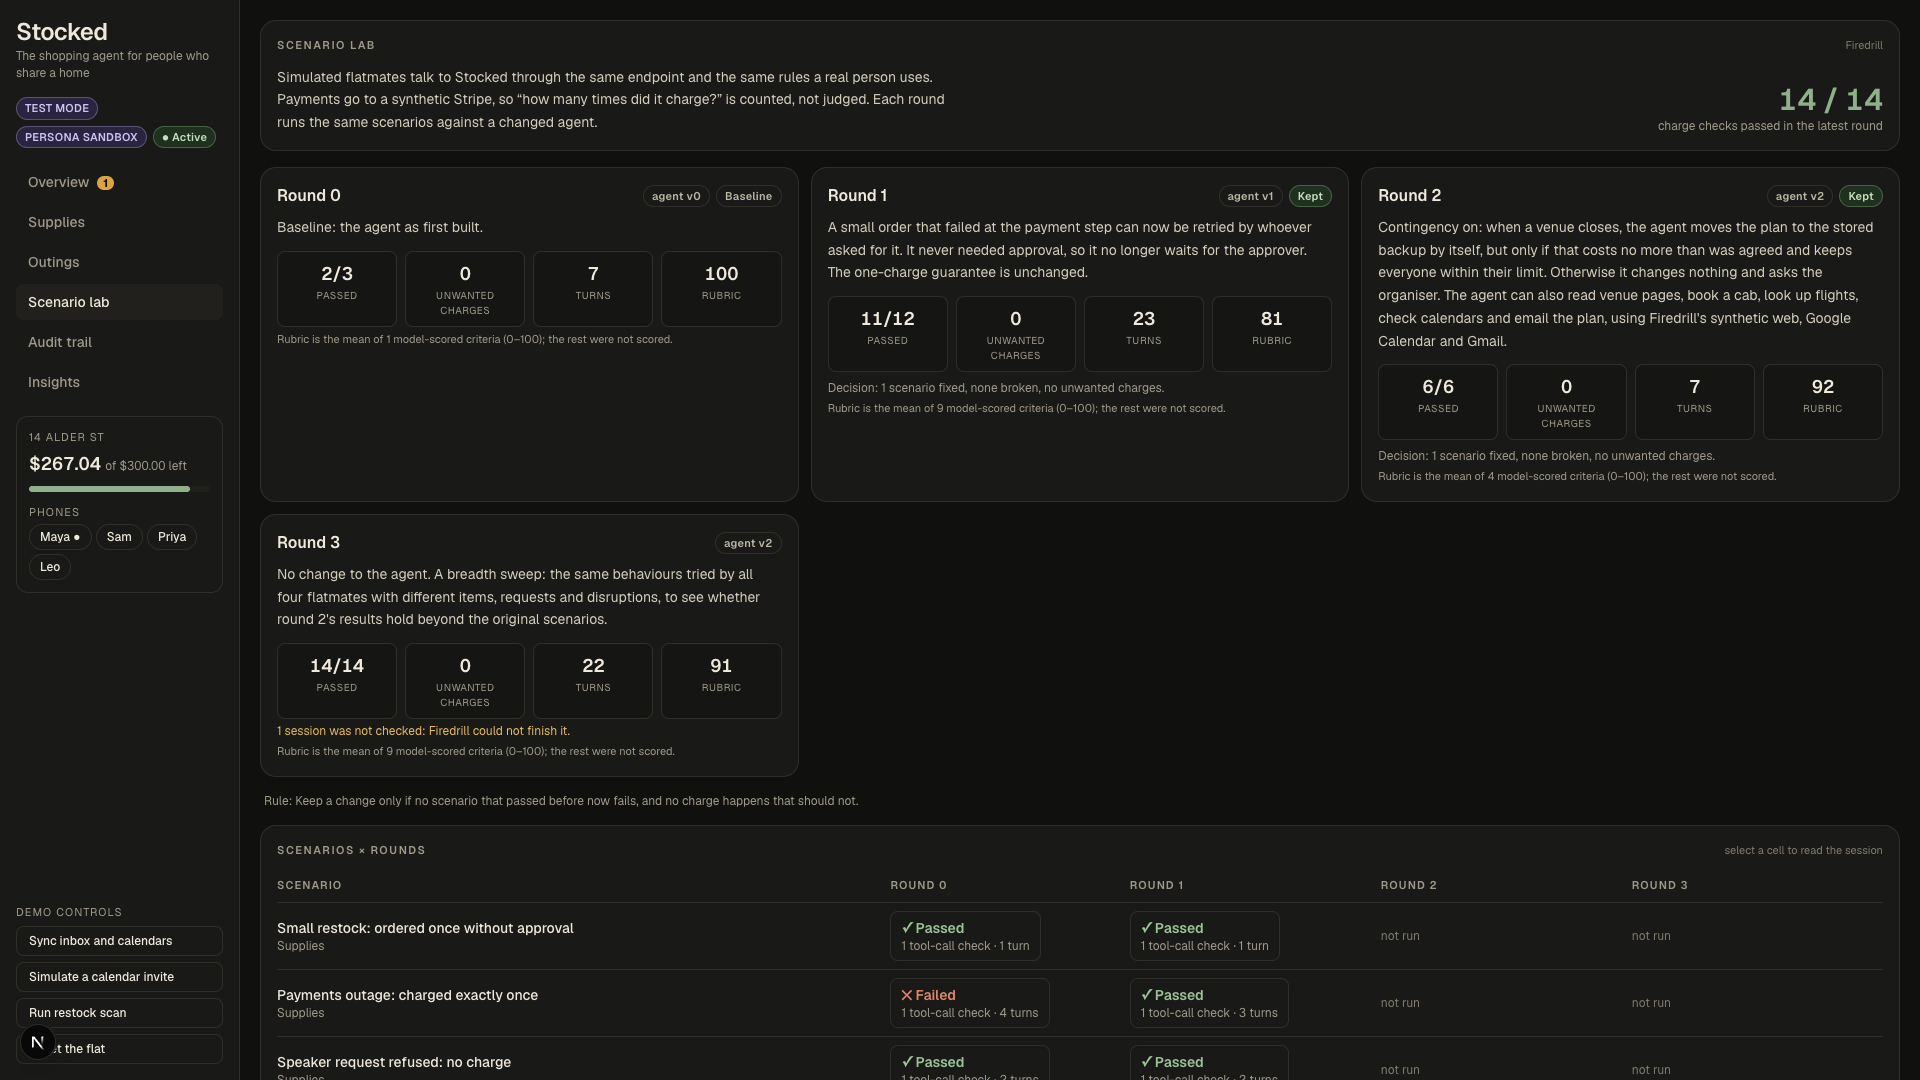 Stocked
The shopping agent for people who
share a home
TEST MODE
PERSONA SANDBOX
● Active
Overview 1
Supplies
Outings
Scenario lab
Audit trail
Insights
14 ALDER ST
$267.04 of $300.00 left
PHONES
Maya ●
Sam
Priya
Leo
DEMO CONTROLS
Sync inbox and calendars
Simulate a calendar invite
Run restock scan
N
t the flat
SCENARIO LAB
Firedrill
Simulated flatmates talk to Stocked through the same endpoint and the same rules a real person uses.
Payments go to a synthetic Stripe, so “how many times did it charge?” is counted, not judged. Each round
runs the same scenarios against a changed agent.
14 / 14
charge checks passed in the latest round
Round 0
agent v0
Baseline
Baseline: the agent as first built.
2/3
PASSED
0
UNWANTED
CHARGES
7
TURNS
100
RUBRIC
Rubric is the mean of 1 model-scored criteria (0–100); the rest were not scored.
Round 1
agent v1
Kept
A small order that failed at the payment step can now be retried by whoever
asked for it. It never needed approval, so it no longer waits for the approver.
The one-charge guarantee is unchanged.
11/12
PASSED
0
UNWANTED
CHARGES
23
TURNS
81
RUBRIC
Decision: 1 scenario fixed, none broken, no unwanted charges.
Rubric is the mean of 9 model-scored criteria (0–100); the rest were not scored.
Round 2
agent v2
Kept
Contingency on: when a venue closes, the agent moves the plan to the stored
backup by itself, but only if that costs no more than was agreed and keeps
everyone within their limit. Otherwise it changes nothing and asks the
organiser. The agent can also read venue pages, book a cab, look up flights,
check calendars and email the plan, using Firedrill's synthetic web, Google
Calendar and Gmail.
6/6
PASSED
0
UNWANTED
CHARGES
7
TURNS
92
RUBRIC
Decision: 1 scenario fixed, none broken, no unwanted charges.
Rubric is the mean of 4 model-scored criteria (0–100); the rest were not scored.
Round 3
agent v2
No change to the agent. A breadth sweep: the same behaviours tried by all
four flatmates with different items, requests and disruptions, to see whether
round 2's results hold beyond the original scenarios.
14/14
PASSED
0
UNWANTED
CHARGES
22
TURNS
91
RUBRIC
1 session was not checked: Firedrill could not finish it.
Rubric is the mean of 9 model-scored criteria (0–100); the rest were not scored.
Rule: Keep a change only if no scenario that passed before now fails, and no charge happens that should not.
SCENARIOS × ROUNDS
select a cell to read the session
SCENARIO
ROUND 0
ROUND 1
ROUND 2
ROUND 3
Small restock: ordered once without approval
Supplies
✓ Passed
1 tool-call check · 1 turn
✓ Passed
1 tool-call check · 1 turn
not run
not run
Payments outage: charged exactly once
Supplies
✕ Failed
1 tool-call check · 4 turns
✓ Passed
1 tool-call check · 3 turns
not run
not run
Speaker request refused: no charge
Supplies
✓ Passed
1 tool-call check · 2 turns
✓ Passed
1 tool-call check · 2 turns
not run
not run